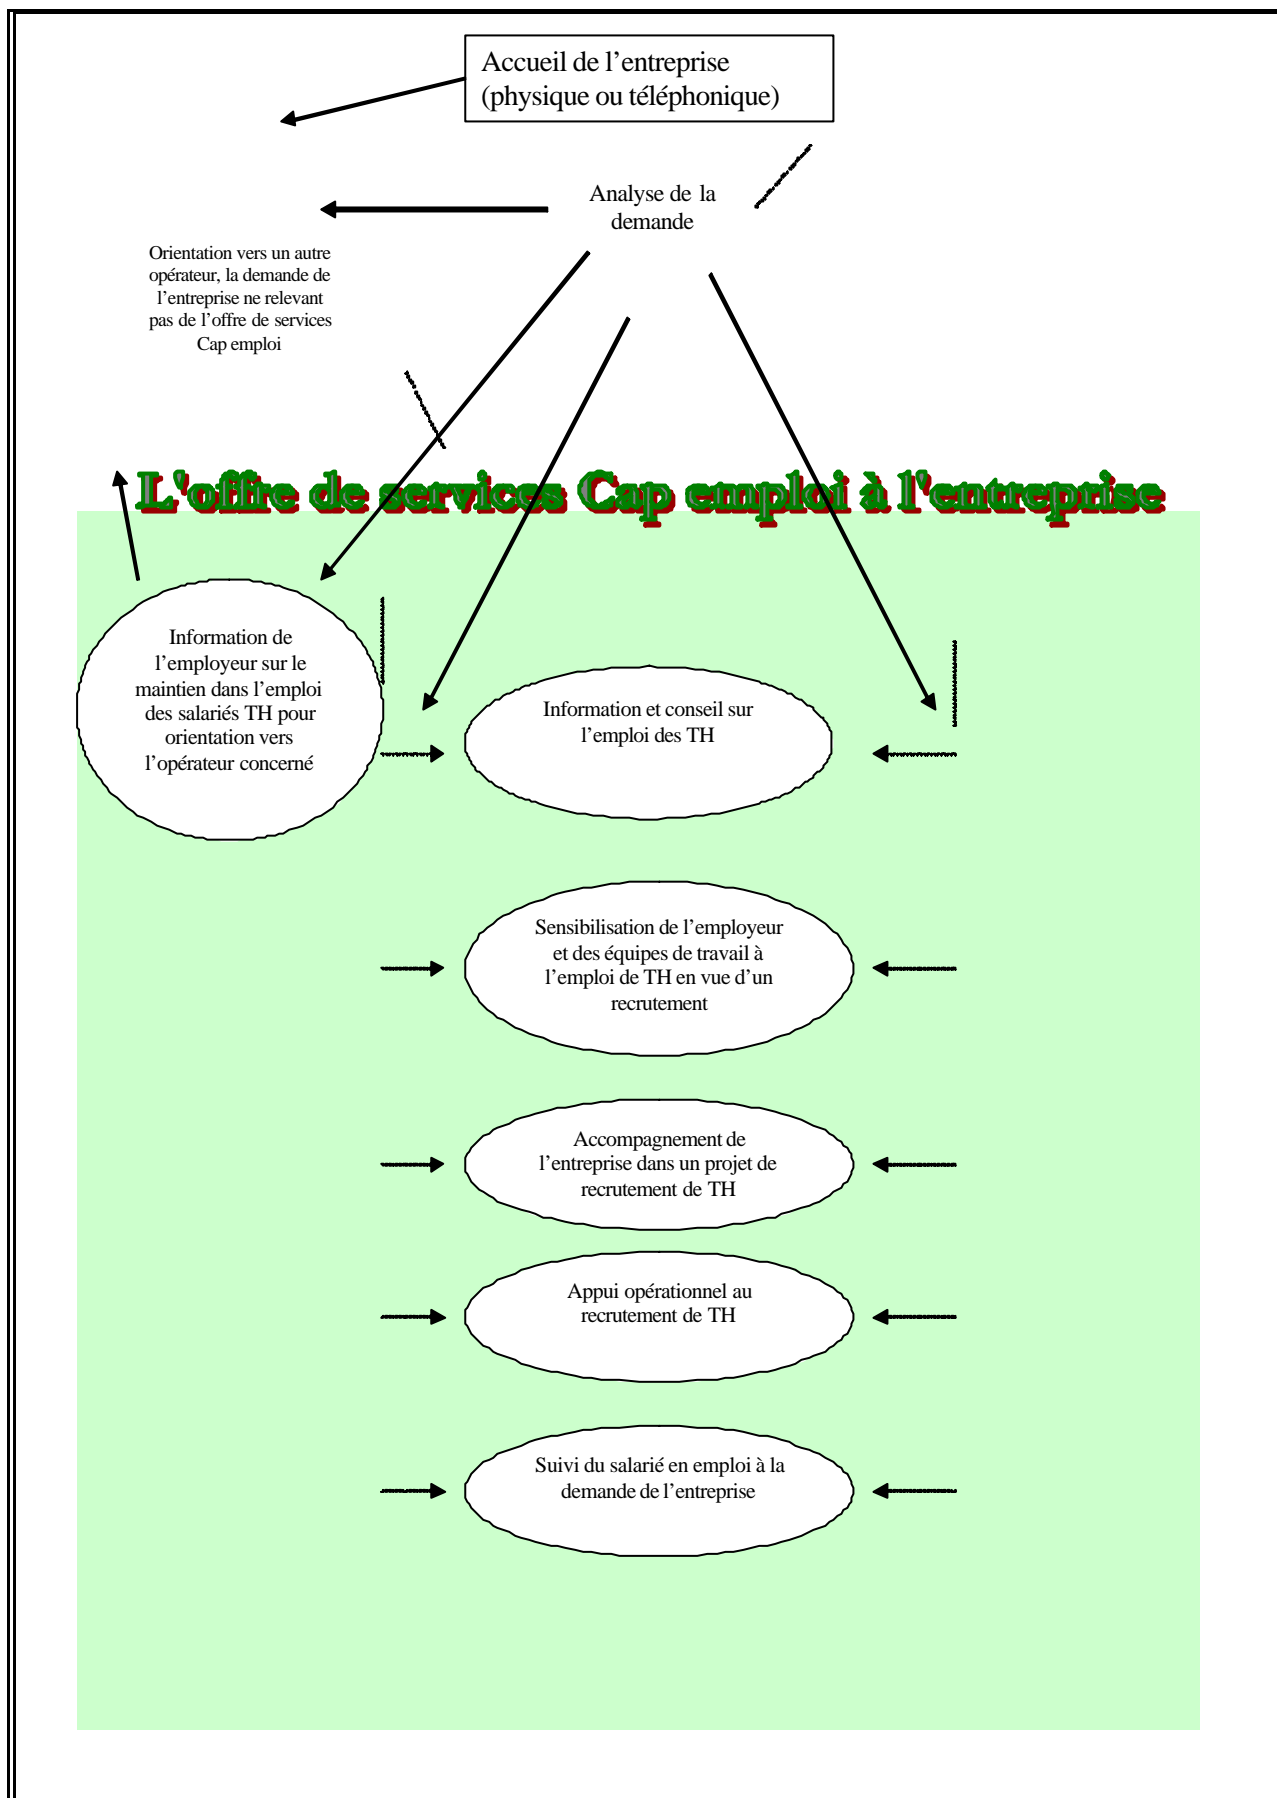 Accueil de l’entreprise
(physique ou téléphonique)
Analyse de la
demande
Orientation vers un autre
opérateur, la demande de
l’entreprise ne relevant
pas de l’offre de services
Cap emploi
L'offre de services Cap emploi à l'entreprise
Information de
l’employeur sur le
maintien dans l’emploi
des salariés TH pour
orientation vers
l’opérateur concerné
Information et conseil sur
l’emploi des TH
Sensibilisation de l’employeur
et des équipes de travail à
l’emploi de TH en vue d’un
recrutement
Accompagnement de
l’entreprise dans un projet de
recrutement de TH
Appui opérationnel au
recrutement de TH
Suivi du salarié en emploi à la
demande de l’entreprise